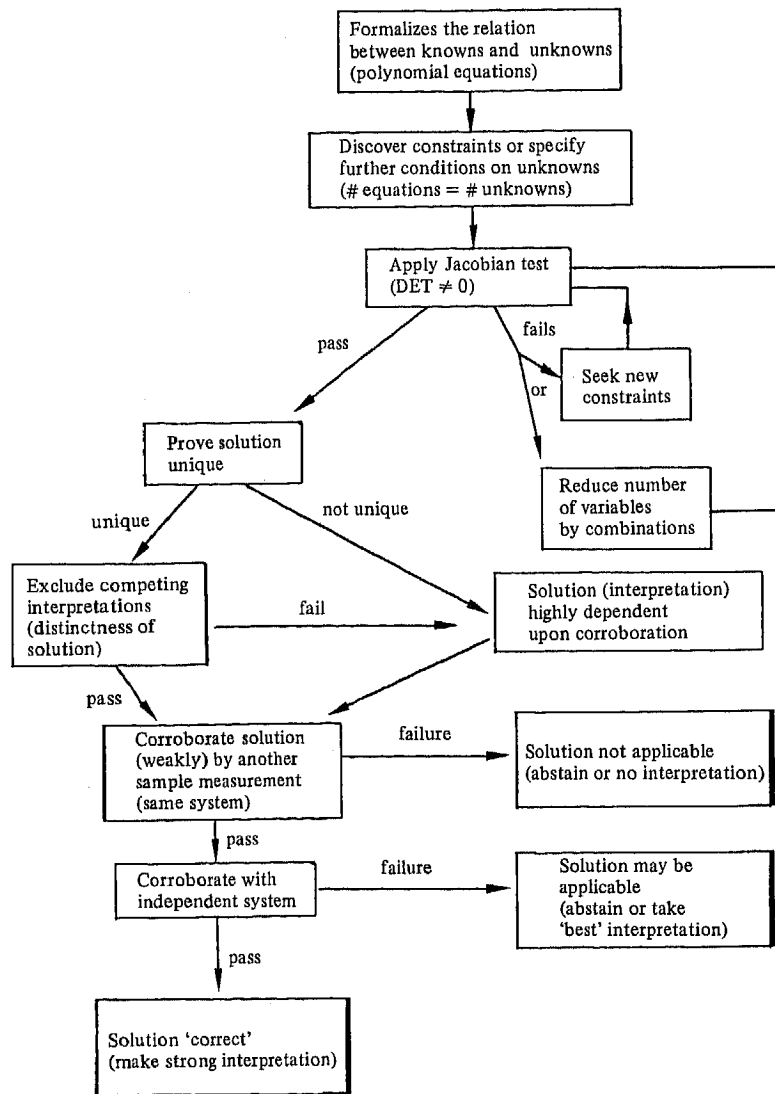 Formalizes the relation
between knowns and unknowns
(polynomial equations)
Discover constraints or specify
further conditions on unknowns
(# equations = # unknowns)
Apply Jacobian test
(DET ≠ 0)
pass
fails
or
Seek new
constraints
Prove solution
unique
Reduce number
of variables
by combinations
unique
not unique
Exclude competing
interpretations
(distinctness of
solution)
fail
Solution (interpretation)
highly dependent
upon corroboration
pass
Corroborate solution
(weakly) by another
sample measurement
(same system)
failure
Solution not applicable
(abstain or no interpretation)
pass
Corroborate with
independent system
failure
Solution may be
applicable
(abstain or take
‘best’ interpretation)
pass
Solution ‘correct’
(make strong interpretation)